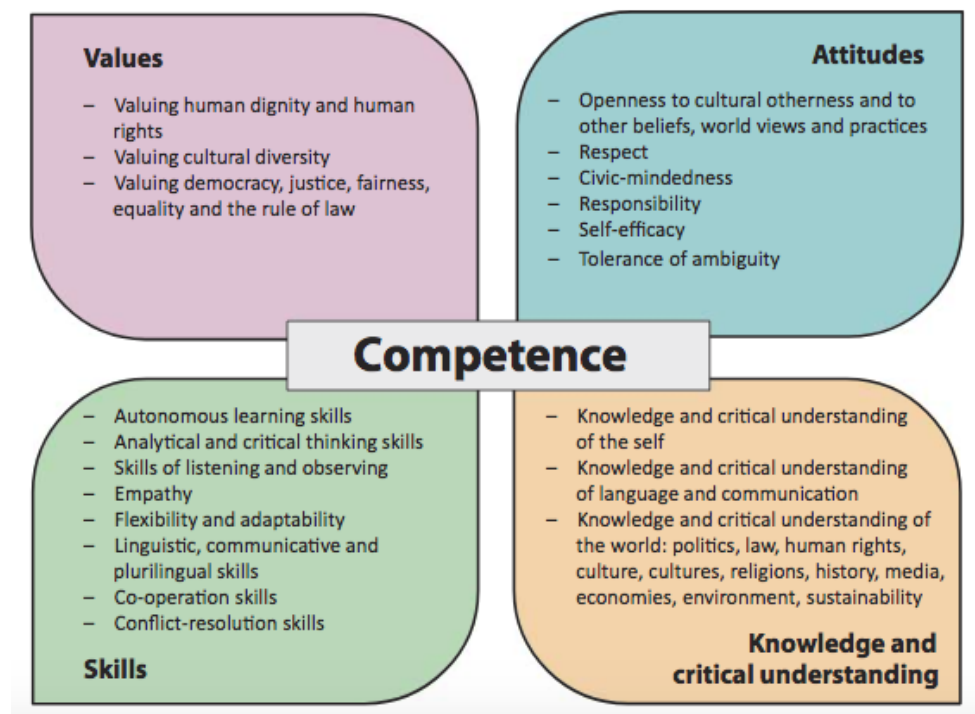 Values
– Valuing human dignity and human
rights
– Valuing cultural diversity
– Valuing democracy, justice, fairness,
equality and the rule of law
Attitudes
– Openness to cultural otherness and to
other beliefs, world views and practices
– Respect
– Civic-mindedness
– Responsibility
– Self-efficacy
– Tolerance of ambiguity
Competence
– Autonomous learning skills
– Analytical and critical thinking skills
– Skills of listening and observing
– Empathy
– Flexibility and adaptability
– Linguistic, communicative and
plurilingual skills
– Co-operation skills
– Conflict-resolution skills
Skills
– Knowledge and critical understanding
of the self
– Knowledge and critical understanding
of language and communication
– Knowledge and critical understanding of
the world: politics, law, human rights,
culture, cultures, religions, history, media,
economies, environment, sustainability
Knowledge and
critical understanding